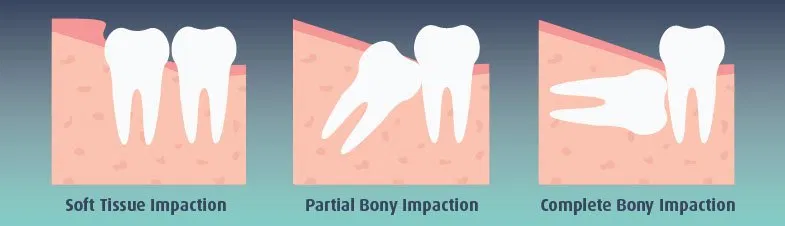 Soft Tissue Impaction
Partial Bony Impaction
Complete Bony Impaction